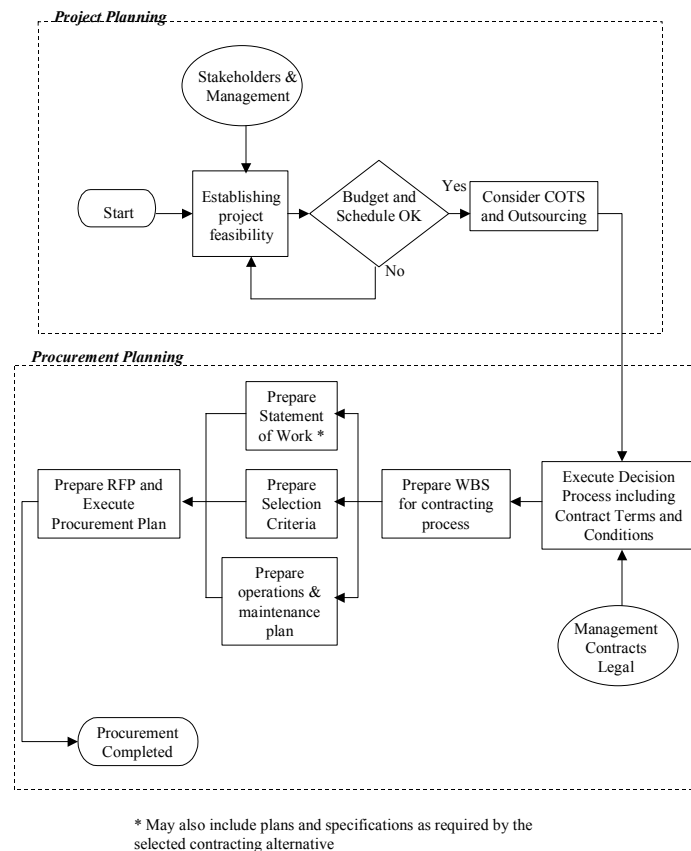 Project Planning
Stakeholders &
Management
Start
Establishing
project
feasibility
Budget and
Schedule OK
Yes
No
Consider COTS
and Outsourcing
Procurement Planning
Prepare
Statement
of Work *
Prepare RFP and
Execute
Procurement Plan
Prepare
Selection
Criteria
Prepare WBS
for contracting
process
Execute Decision
Process including
Contract Terms and
Conditions
Prepare
operations &
maintenance
plan
Management
Contracts
Legal
Procurement
Completed
* May also include plans and specifications as required by the
selected contracting alternative